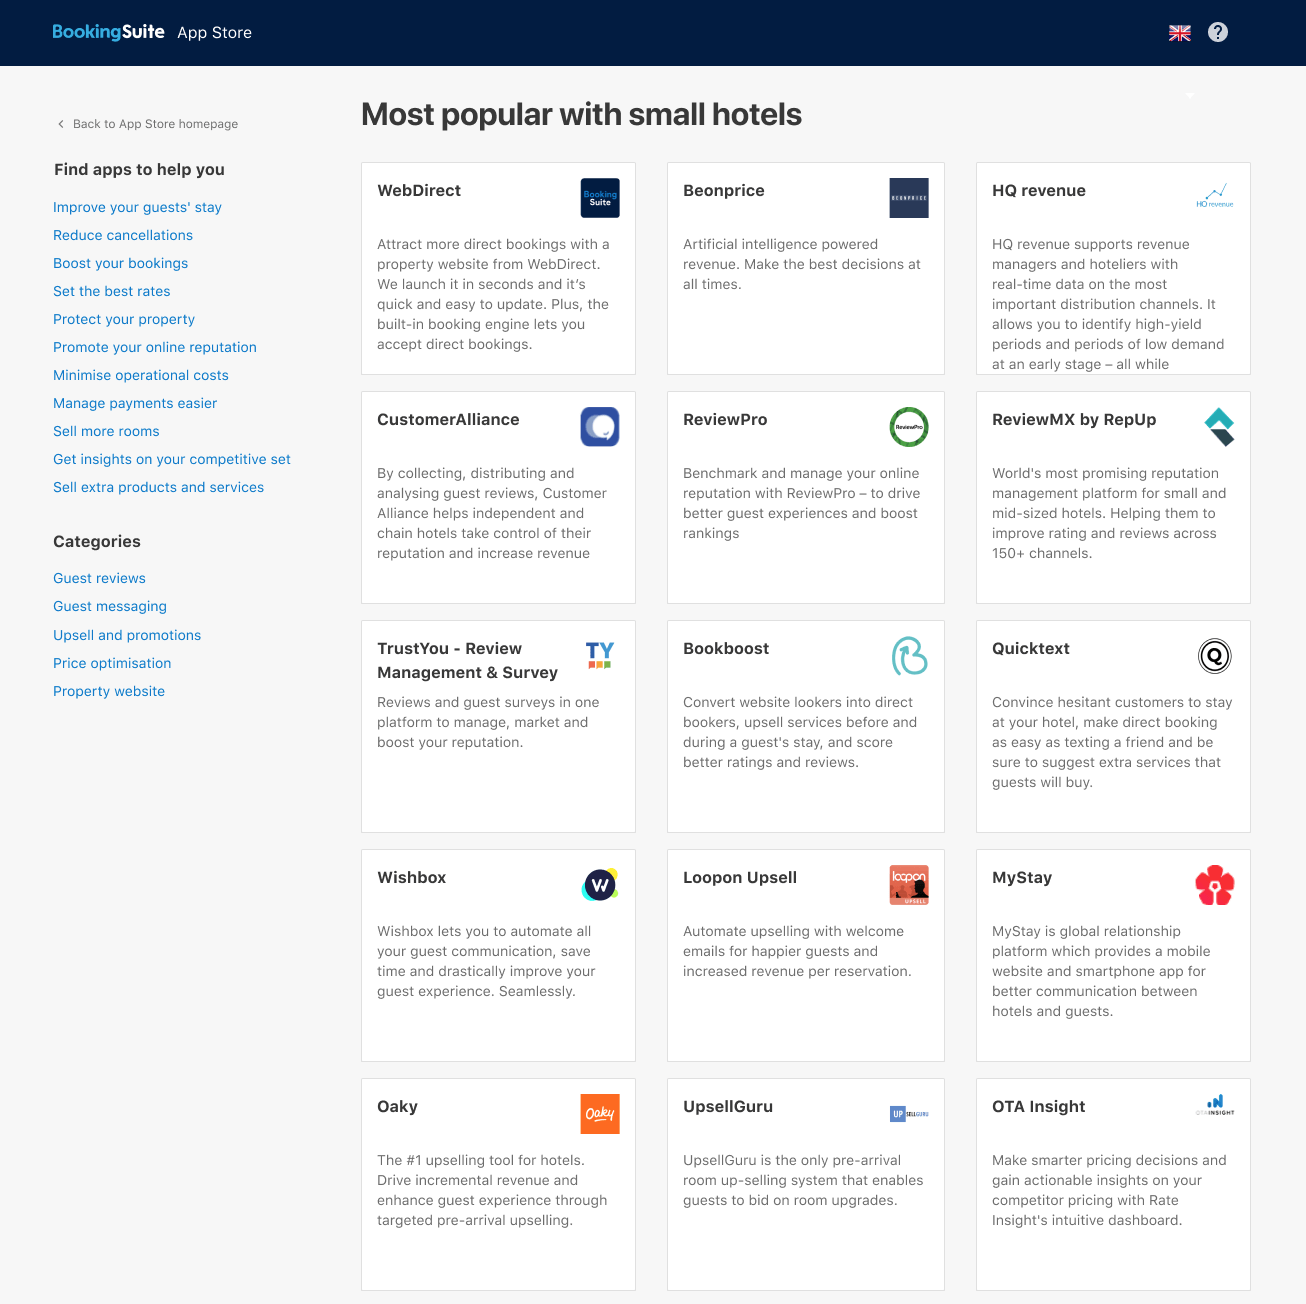 BookingSuite App Store
Back to App Store homepage
Find apps to help you
Improve your guests' stay
Reduce cancellations
Boost your bookings
Set the best rates
Protect your property
Promote your online reputation
Minimise operational costs
Manage payments easier
Sell more rooms
Get insights on your competitive set
Sell extra products and services
Categories
Guest reviews
Guest messaging
Upsell and promotions
Price optimisation
Property website
Most popular with small hotels
WebDirect
Booking
Suite
Attract more direct bookings with a
property website from WebDirect.
We launch it in seconds and it’s
quick and easy to update. Plus, the
built-in booking engine lets you
accept direct bookings.
Beonprice
BEONPRICE
Artificial intelligence powered
revenue. Make the best decisions at
all times.
HQ revenue
HQ revenue
HQ revenue supports revenue
managers and hoteliers with
real-time data on the most
important distribution channels. It
allows you to identify high-yield
periods and periods of low demand
at an early stage – all while
CustomerAlliance
By collecting, distributing and
analysing guest reviews, Customer
Alliance helps independent and
chain hotels take control of their
reputation and increase revenue
ReviewPro
ReviewPro
Benchmark and manage your online
reputation with ReviewPro – to drive
better guest experiences and boost
rankings
ReviewMX by RepUp
World's most promising reputation
management platform for small and
mid-sized hotels. Helping them to
improve rating and reviews across
150+ channels.
TrustYou - Review
Management & Survey
TY
Reviews and guest surveys in one
platform to manage, market and
boost your reputation.
Bookboost
B
Convert website lookers into direct
bookers, upsell services before and
during a guest's stay, and score
better ratings and reviews.
Quicktext
Q
Convince hesitant customers to stay
at your hotel, make direct booking
as easy as texting a friend and be
sure to suggest extra services that
guests will buy.
Wishbox
W
Wishbox lets you to automate all
your guest communication, save
time and drastically improve your
guest experience. Seamlessly.
Loopon Upsell
loopon
UPSELL
Automate upselling with welcome
emails for happier guests and
increased revenue per reservation.
MyStay
MyStay is global relationship
platform which provides a mobile
website and smartphone app for
better communication between
hotels and guests.
Oaky
Oaky
The #1 upselling tool for hotels.
Drive incremental revenue and
enhance guest experience through
targeted pre-arrival upselling.
UpsellGuru
UPSELLGURU
UpsellGuru is the only pre-arrival
room up-selling system that enables
guests to bid on room upgrades.
OTA Insight
OTAINSIGHT
Make smarter pricing decisions and
gain actionable insights on your
competitor pricing with Rate
Insight's intuitive dashboard.